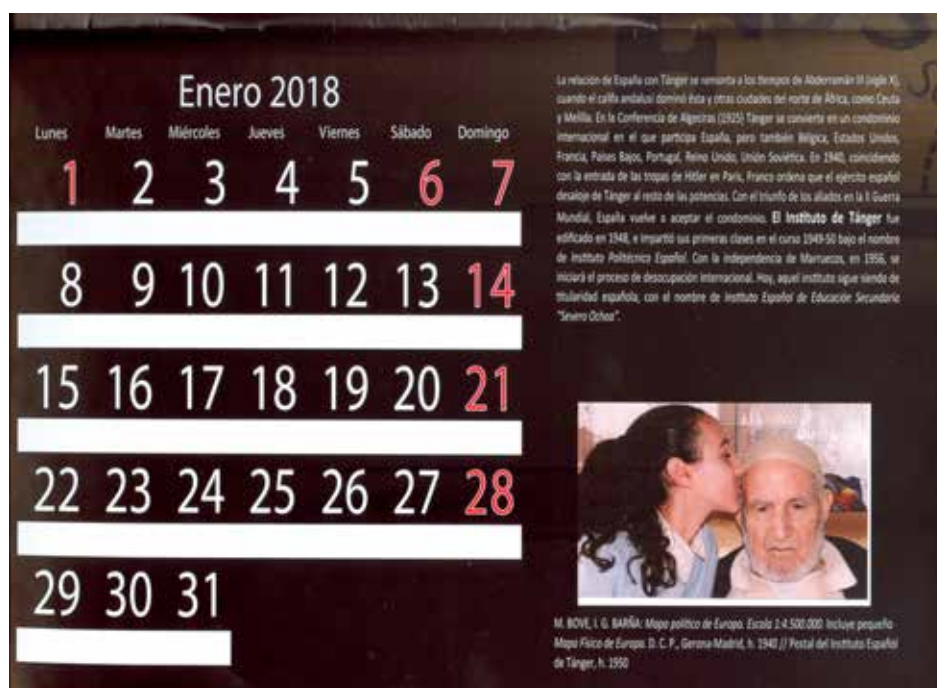 Enero 2018
Lunes Martes Miércoles Jueves Viernes Sábado Domingo
1 2 3 4 5 6 7
8 9 10 11 12 13 14
15 16 17 18 19 20 21
22 23 24 25 26 27 28
29 30 31
La relación de España con Tánger se remonta a los tiempos de Abderramán III (siglo X),
cuando el califa andalusí dominó ésta y otras ciudades del norte de África, como Ceuta
y Melilla. En la Conferencia de Algeciras (1925) Tánger se convierte en un condominio
internacional en el que participa España, pero también Bélgica, Estados Unidos,
Francia, Países Bajos, Portugal, Reino Unido, Unión Soviética. En 1940, coincidiendo
con la entrada de las tropas de Hitler en París, Franco ordena que el ejército español
desaloje de Tánger al resto de las potencias. Con el triunfo de los aliados en la II Guerra
Mundial, España vuelve a aceptar el condominio. El Instituto de Tánger fue
edificado en 1948, e impartió sus primeras clases en el curso 1949-50 bajo el nombre
de Instituto Politécnico Español. Con la independencia de Marruecos, en 1956, se
iniciará el proceso de desocupación internacional. Hoy, aquel instituto sigue siendo de
titularidad española, con el nombre de Instituto Español de Educación Secundaria
"Severo Ochoa".
M. BOVE, I. G. BARÑA: Mapa político de Europa. Escala 1:4.500.000. Incluye pequeño
Mapa Físico de Europa. D. C. P., Gerona-Madrid, h. 1940 // Postal del Instituto Español
de Tánger, h. 1950